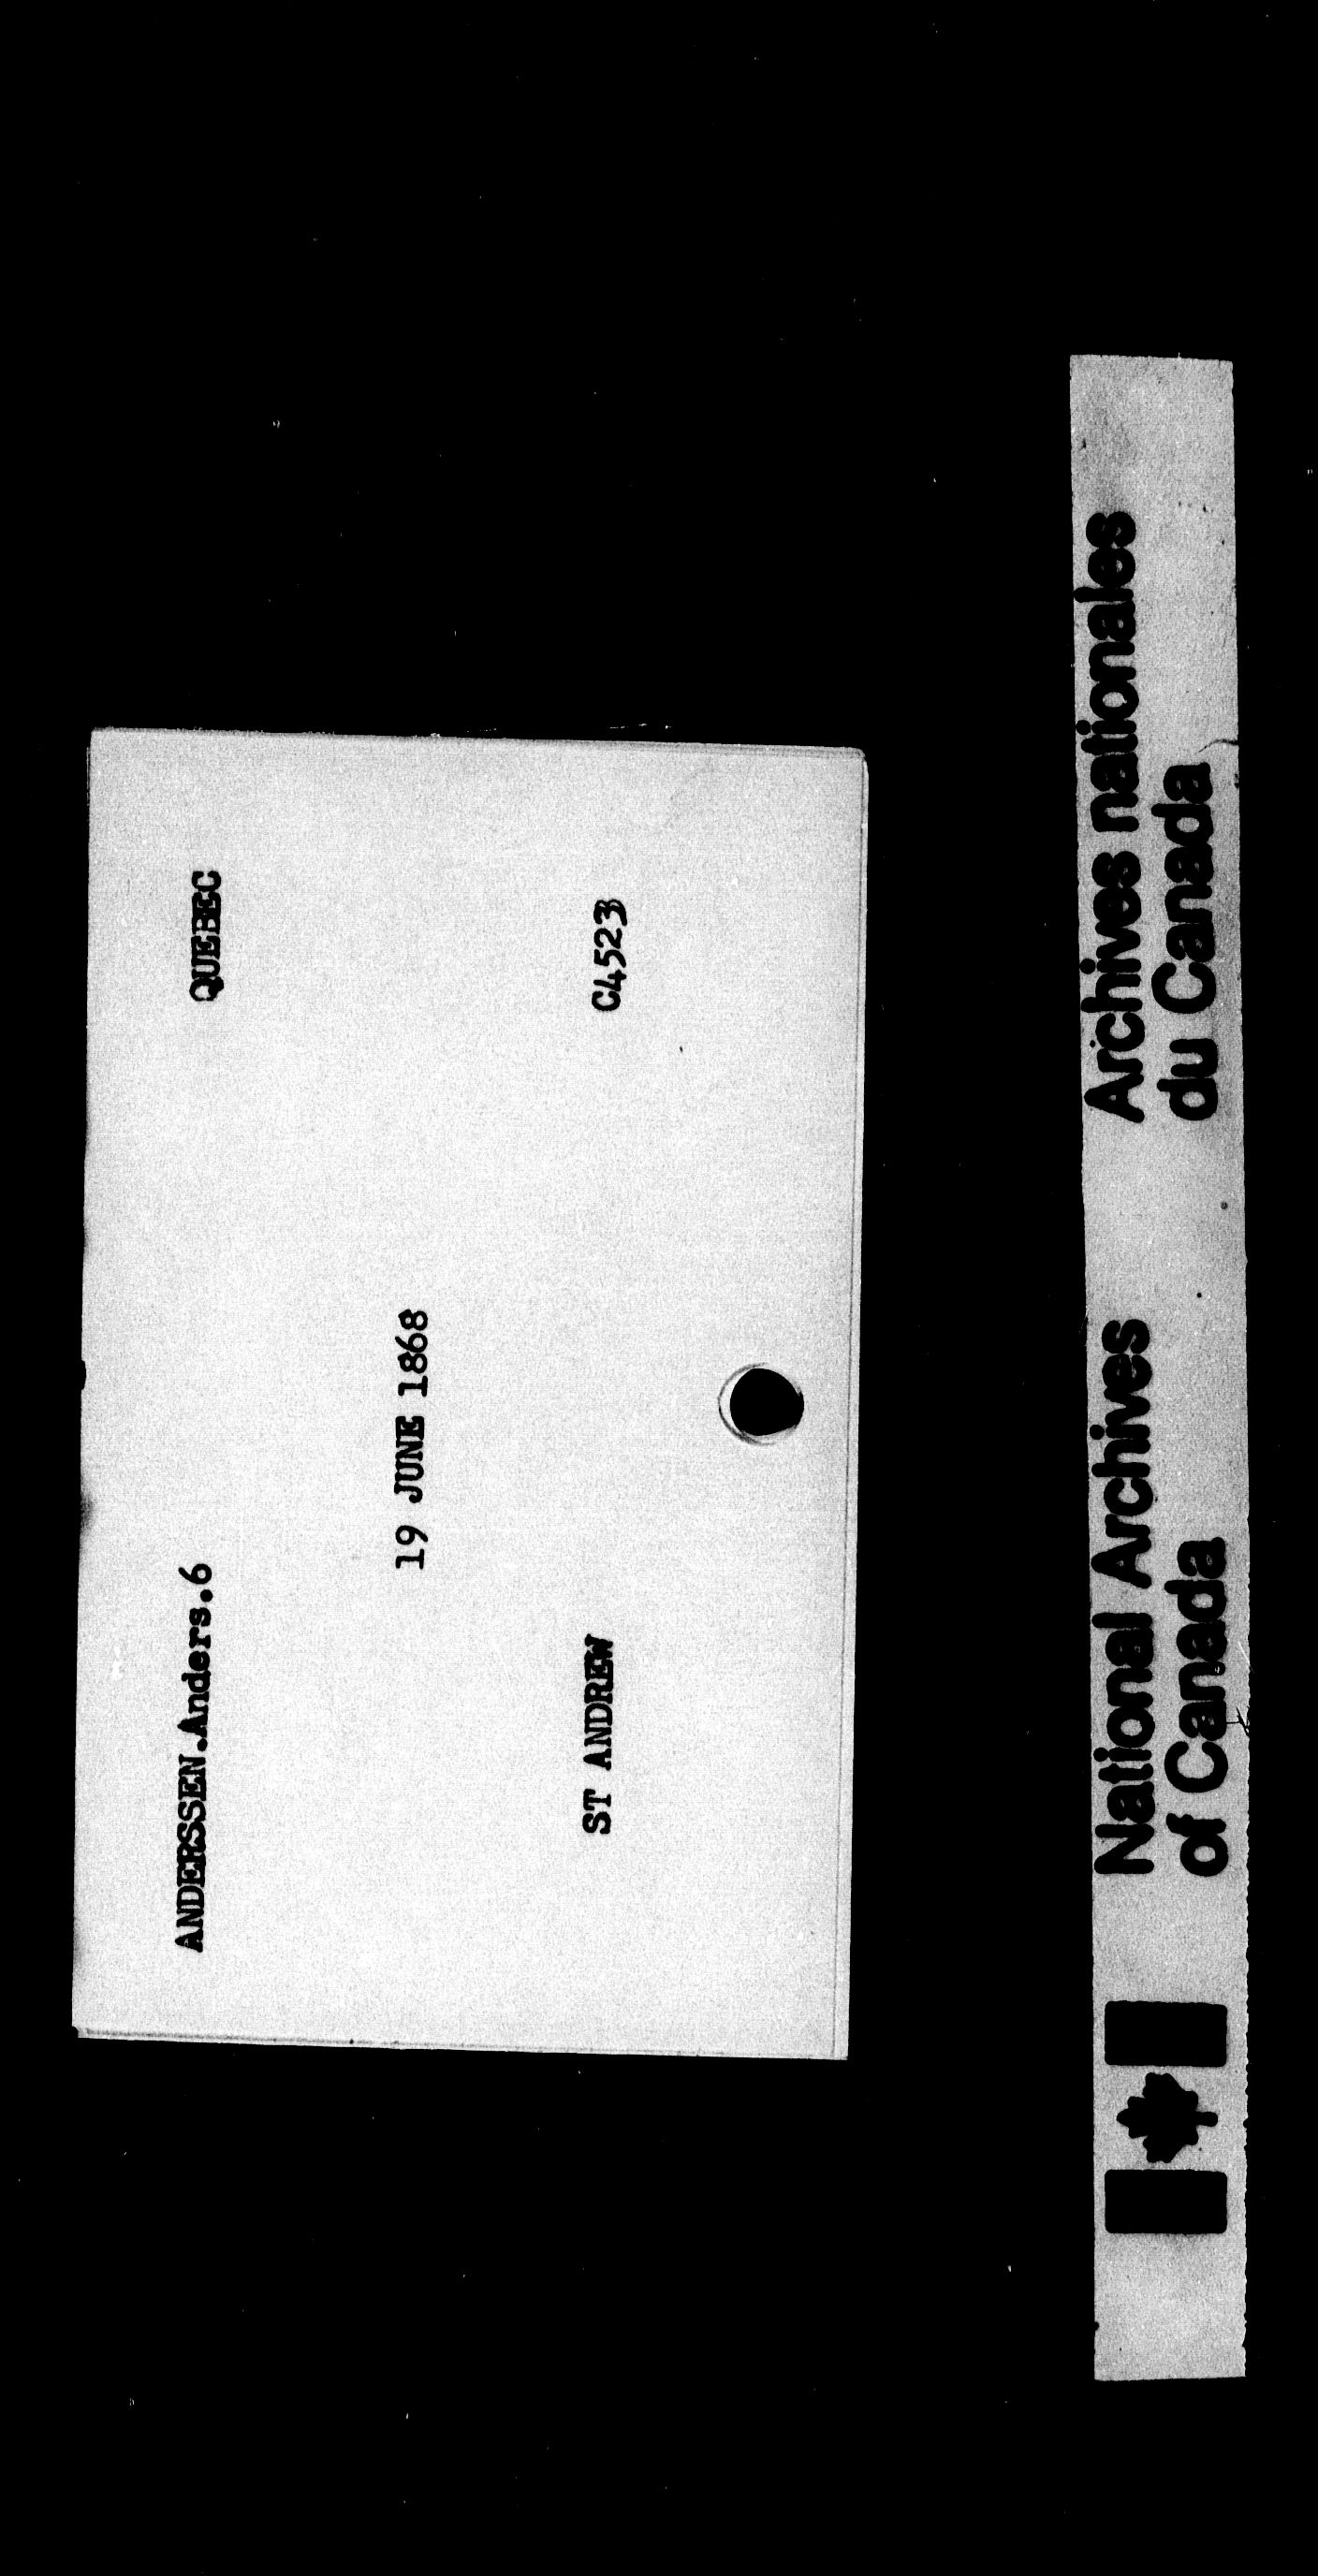 ANDERSSEN.Anders.6 QUEBEC
19 JUNE 1868
ST ANDREW C4523
National Archives Archives nationales
of Canada du Canada